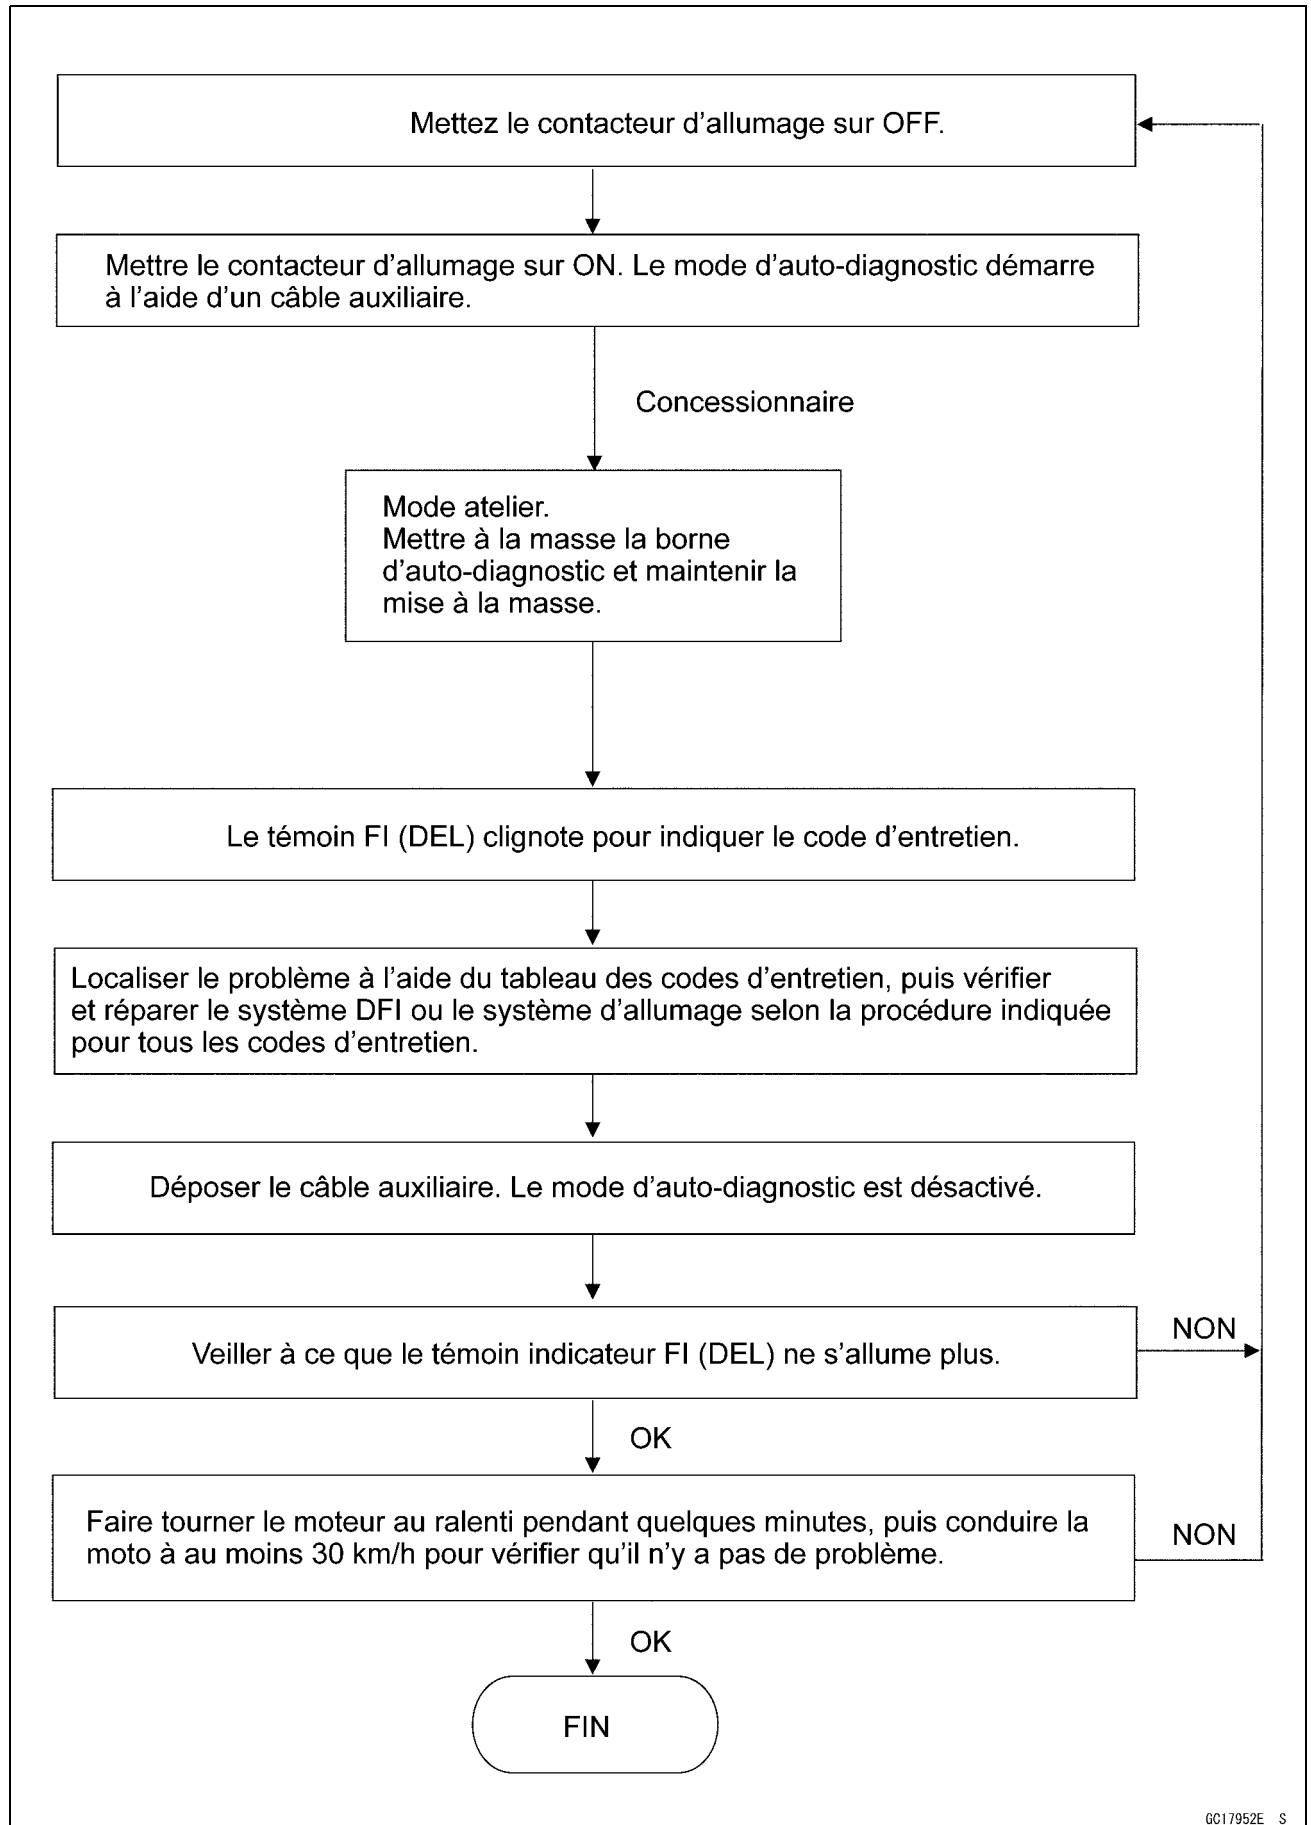 Mettez le contacteur d'allumage sur OFF.
Mettre le contacteur d'allumage sur ON. Le mode d'auto-diagnostic démarre
à l'aide d'un câble auxiliaire.
Concessionnaire
Mode atelier.
Mettre à la masse la borne
d'auto-diagnostic et maintenir la
mise à la masse.
Le témoin FI (DEL) clignote pour indiquer le code d'entretien.
Localiser le problème à l'aide du tableau des codes d'entretien, puis vérifier
et réparer le système DFI ou le système d'allumage selon la procédure indiquée
pour tous les codes d'entretien.
Déposer le câble auxiliaire. Le mode d'auto-diagnostic est désactivé.
Veiller à ce que le témoin indicateur FI (DEL) ne s'allume plus.
NON
OK
Faire tourner le moteur au ralenti pendant quelques minutes, puis conduire la
moto à au moins 30 km/h pour vérifier qu'il n'y a pas de problème.
NON
OK
FIN
GC17952E S